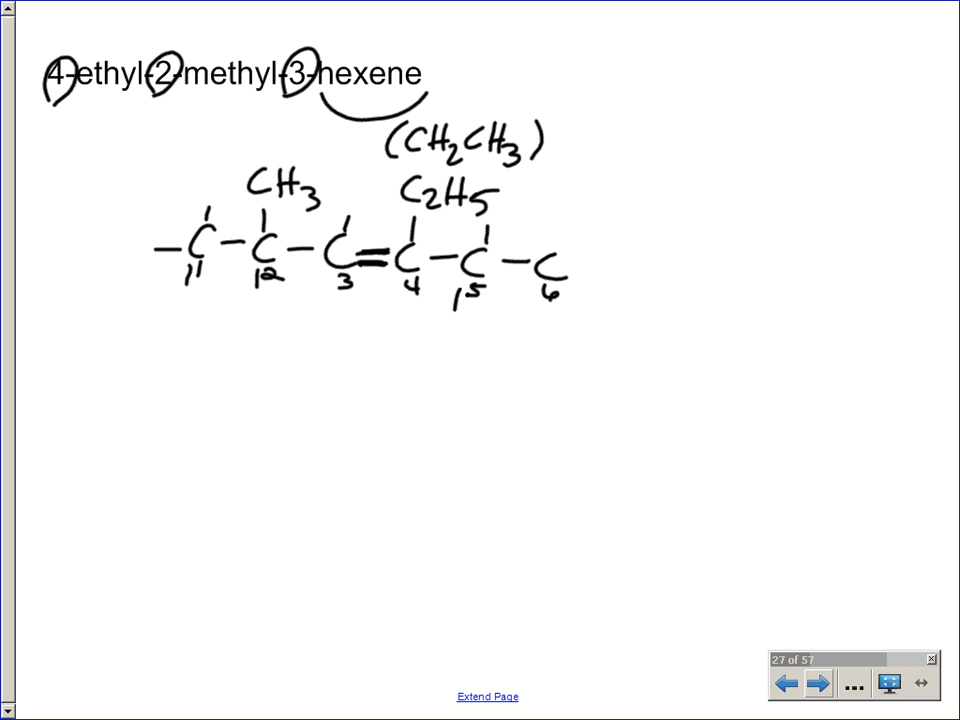 4-ethyl-2-methyl-3-hexene
(CH₂CH₃)
CH₃ C₂H₅
– C – C – C = C – C – C
1 2 3 4 5 6
27 of 57
...
Extend Page